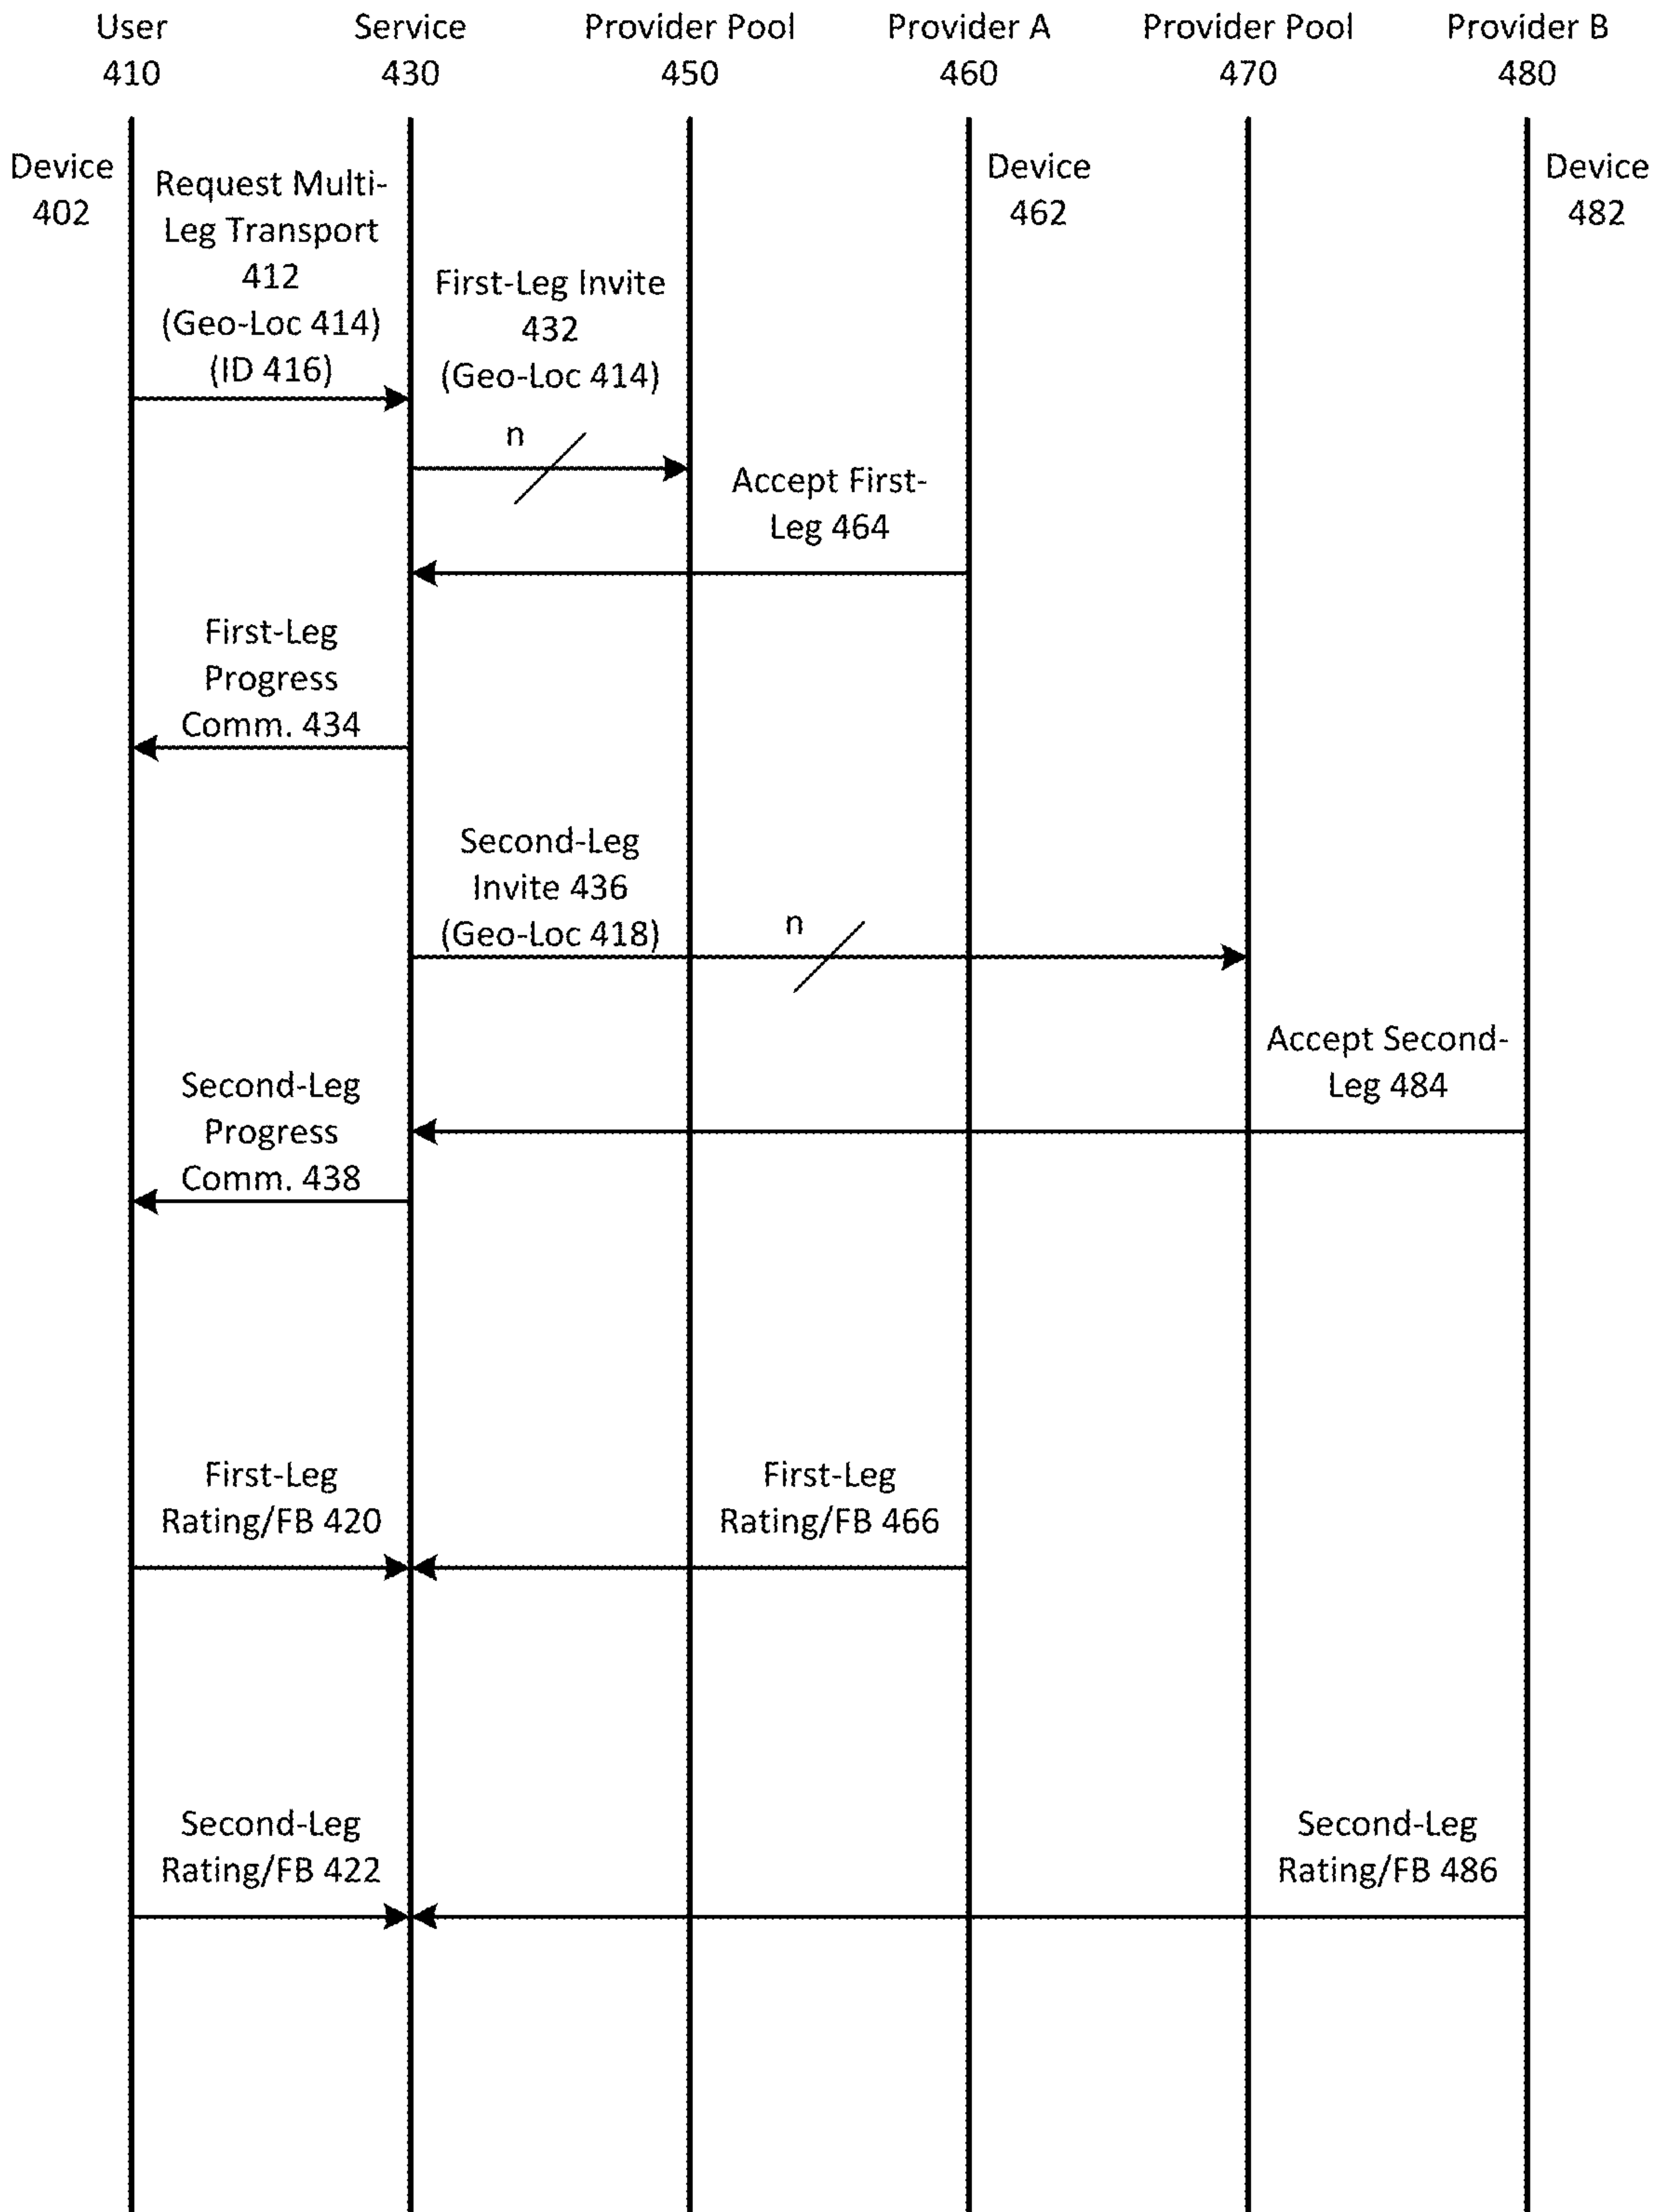 User
410
Service
430
Provider Pool
450
Provider A
460
Provider Pool
470
Provider B
480
Device
402
Request Multi-
Leg Transport
412
(Geo-Loc 414)
(ID 416)
First-Leg Invite
432
(Geo-Loc 414)
n
Device
462
Device
482
Accept First-
Leg 464
First-Leg
Progress
Comm. 434
Second-Leg
Invite 436
(Geo-Loc 418)
n
Accept Second-
Leg 484
Second-Leg
Progress
Comm. 438
First-Leg
Rating/FB 420
First-Leg
Rating/FB 466
Second-Leg
Rating/FB 422
Second-Leg
Rating/FB 486